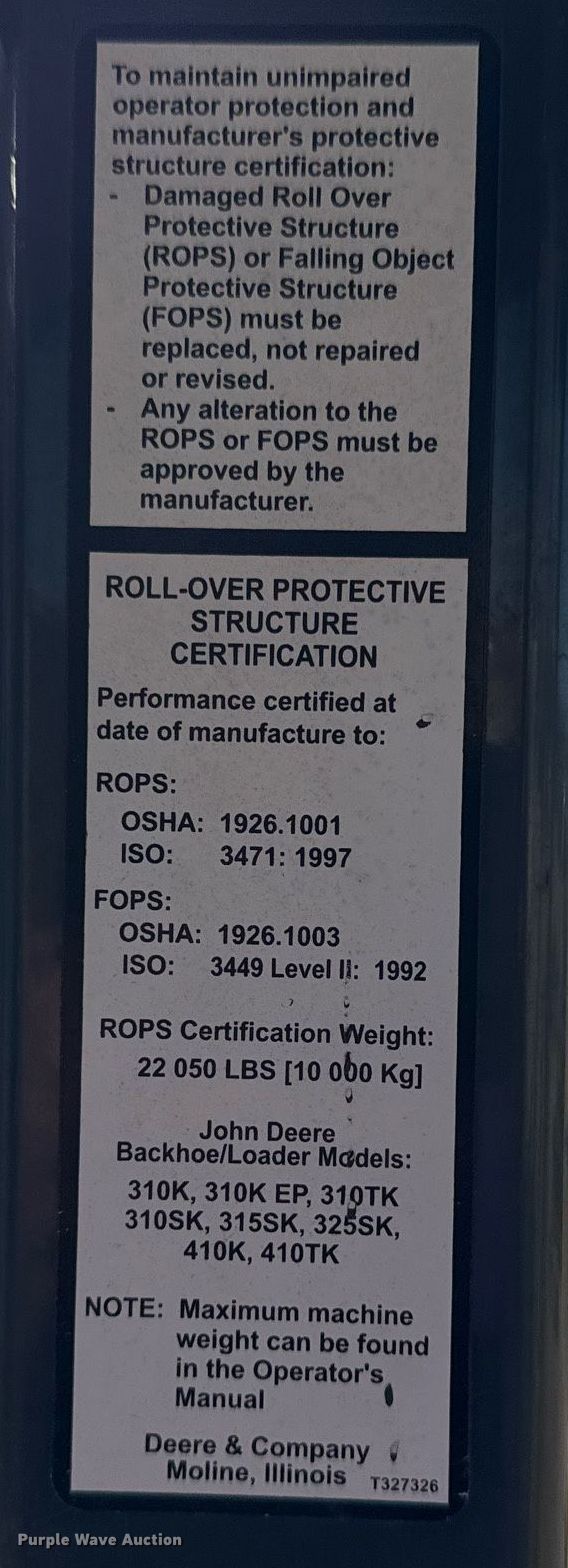 To maintain unimpaired
operator protection and
manufacturer's protective
structure certification:
- Damaged Roll Over
Protective Structure
(ROPS) or Falling Object
Protective Structure
(FOPS) must be
replaced, not repaired
or revised.
- Any alteration to the
ROPS or FOPS must be
approved by the
manufacturer.
ROLL-OVER PROTECTIVE
STRUCTURE
CERTIFICATION
Performance certified at
date of manufacture to:
ROPS:
OSHA: 1926.1001
ISO: 3471: 1997
FOPS:
OSHA: 1926.1003
ISO: 3449 Level II: 1992
ROPS Certification Weight:
22 050 LBS [10 000 Kg]
John Deere
Backhoe/Loader Models:
310K, 310K EP, 310TK
310SK, 315SK, 325SK,
410K, 410TK
NOTE: Maximum machine
weight can be found
in the Operator's
Manual
Deere & Company
Moline, Illinois T327326
Purple Wave Auction